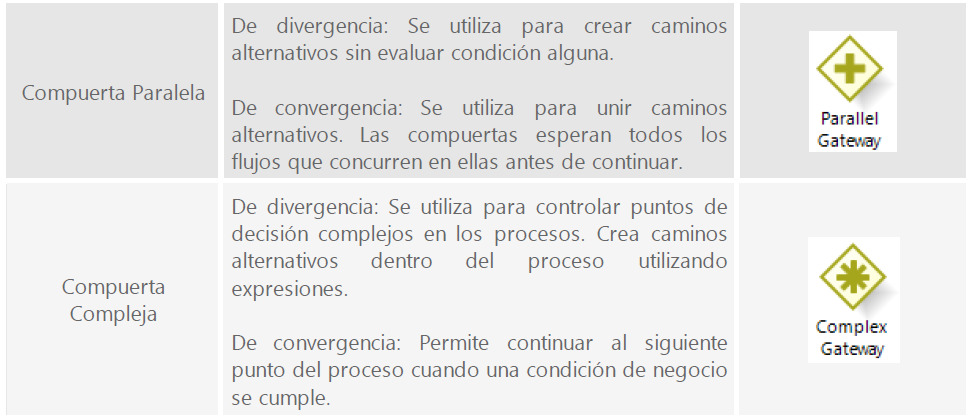 Compuerta Paralela
De divergencia: Se utiliza para crear caminos
alternativos sin evaluar condición alguna.
De convergencia: Se utiliza para unir caminos
alternativos. Las compuertas esperan todos los
flujos que concurren en ellas antes de continuar.
Parallel
Gateway
Compuerta
Compleja
De divergencia: Se utiliza para controlar puntos de
decisión complejos en los procesos. Crea caminos
alternativos dentro del proceso utilizando
expresiones.
De convergencia: Permite continuar al siguiente
punto del proceso cuando una condición de negocio
se cumple.
Complex
Gateway